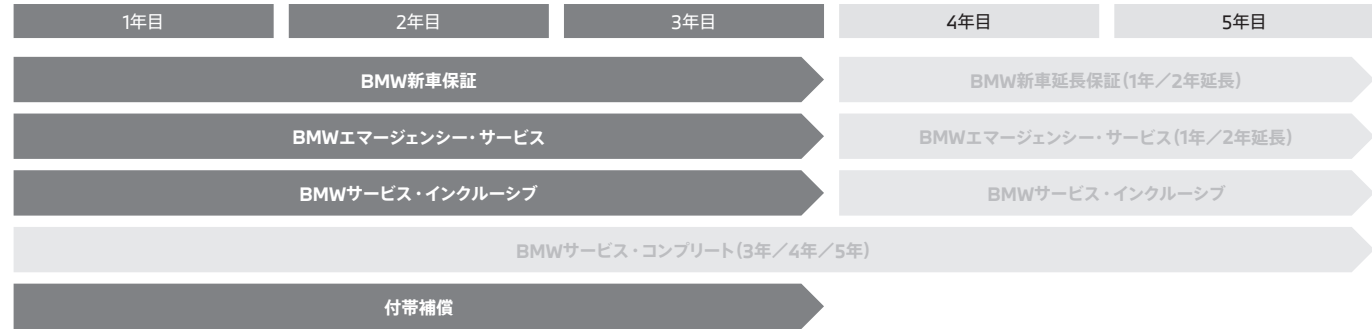 1年目 2年目 3年目 4年目 5年目
BMW新車保証 BMW新車延長保証(1年／2年延長)
BMWエマージェンシー・サービス BMWエマージェンシー・サービス(1年／2年延長)
BMWサービス・インクルーシブ BMWサービス・インクルーシブ
BMWサービス・コンプリート(3年／4年／5年)
付帯補償